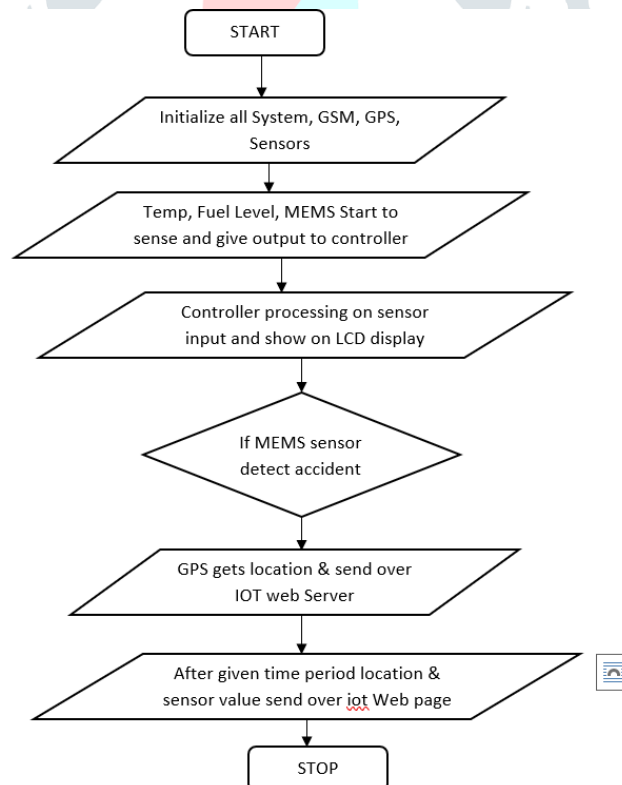 START
Initialize all System, GSM, GPS,
Sensors
Temp, Fuel Level, MEMS Start to
sense and give output to controller
Controller processing on sensor
input and show on LCD display
If MEMS sensor
detect accident
GPS gets location & send over
IOT web Server
After given time period location &
sensor value send over iot Web page
STOP